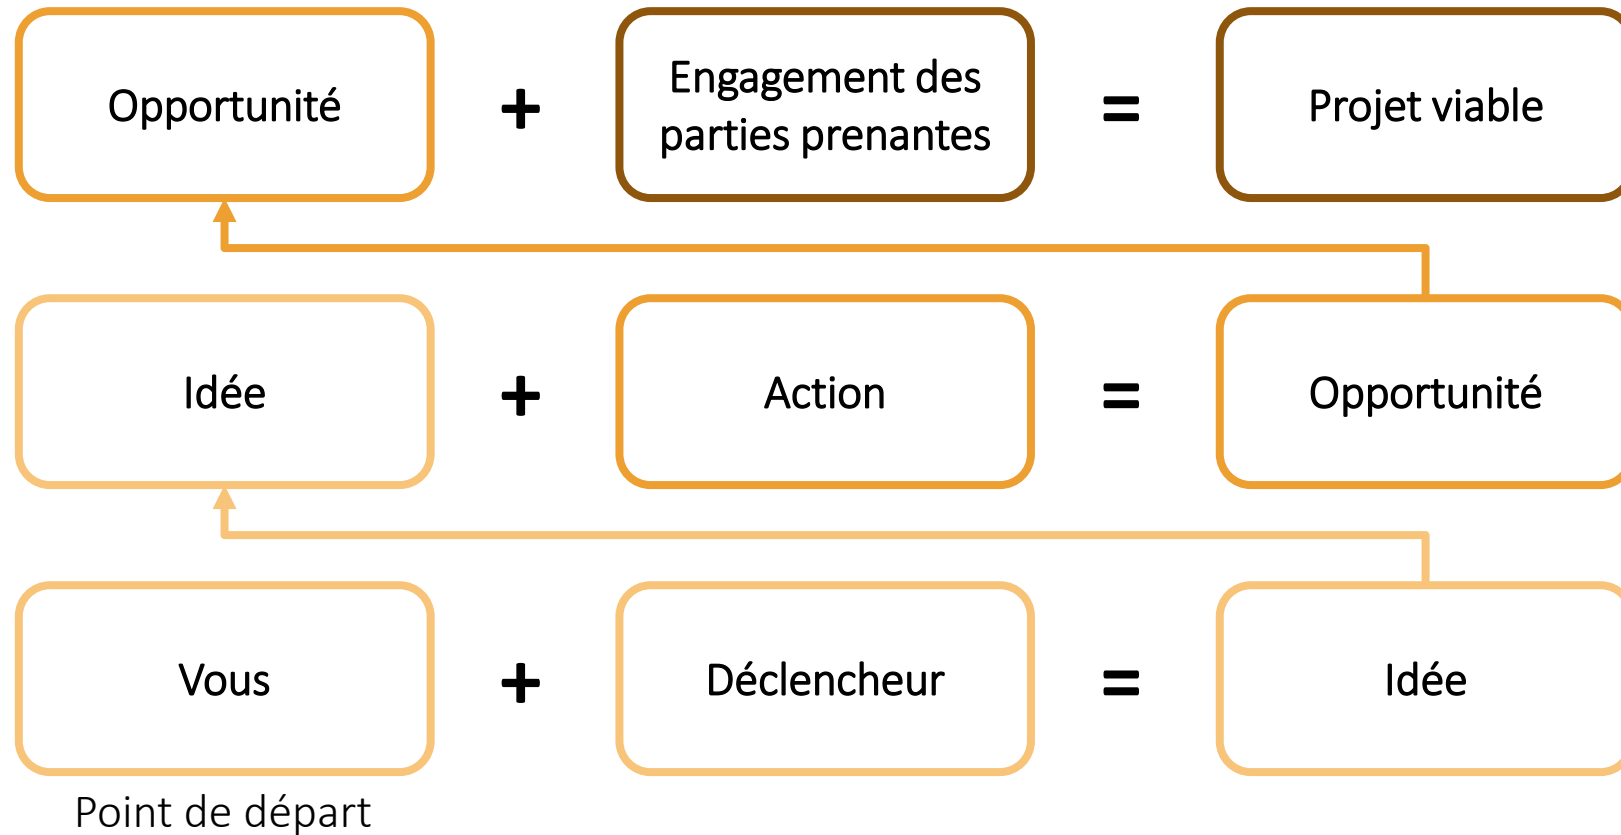 Opportunité + Engagement des = Projet viable
parties prenantes
Idée + Action = Opportunité
Vous + Déclencheur = Idée
Point de départ